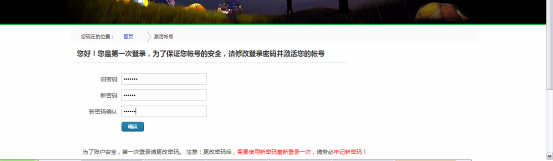 您现在的位置： 首页 激活帐号
您好！您是第一次登录，为了保证您帐号的安全，请修改登录密码并激活您的帐号
旧密码
新密码
新密码确认
确认
为了账户安全，第一次登录请更改密码。 注意：更改密码后，需要使用新密码重新登录一次，请务必牢记新密码！